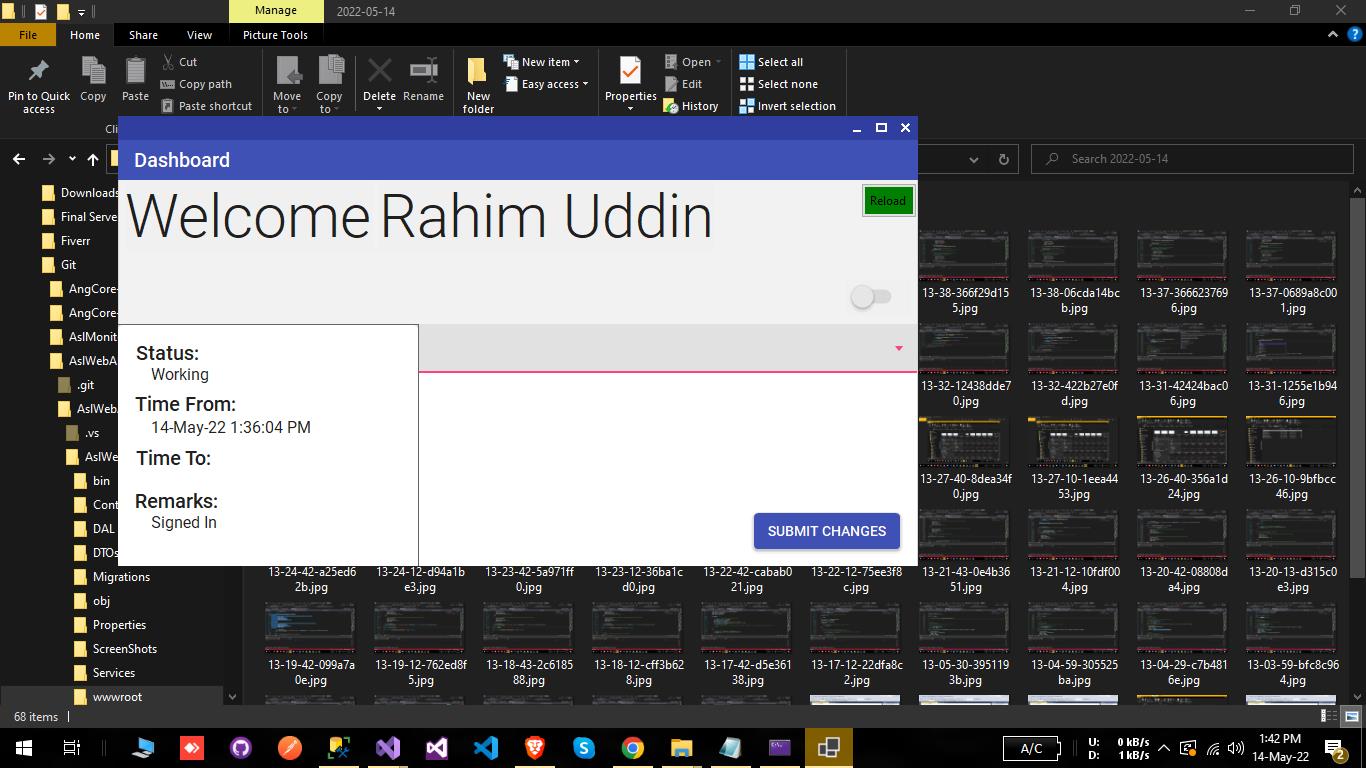 Manage
2022-05-14
File
Home
Share
View
Picture Tools
Pin to Quick access
Copy
Paste
Cut
Copy path
Paste shortcut
Move to
Copy to
Delete
Rename
New folder
New item
Easy access
Properties
Open
Edit
History
Select all
Select none
Invert selection
Cli
Search 2022-05-14
Dashboard
Welcome Rahim Uddin
Reload
Status:
Working
Time From:
14-May-22 1:36:04 PM
Time To:
Remarks:
Signed In
SUBMIT CHANGES
Downloads
Final Serve
Fiverr
Git
AngCore-
AngCore-
AslMonit
AslWebA
.git
AslWeb.
.vs
AslWe
bin
Cont
DAL
DTOs
Migrations
obj
Properties
ScreenShots
Services
wwwroot
13-38-366f29d155.jpg
13-38-06cda14bcb.jpg
13-37-3666237696.jpg
13-37-0689a8c001.jpg
13-32-12438dde70.jpg
13-32-422b27e0fd.jpg
13-31-42424bac06.jpg
13-31-1255e1b946.jpg
13-27-40-8dea34f0.jpg
13-27-10-1eea4453.jpg
13-26-40-356a1d24.jpg
13-26-10-9bfbcc46.jpg
13-24-42-a25ed62b.jpg
13-24-12-d94a1be3.jpg
13-23-42-5a971ff0.jpg
13-23-12-36ba1cd0.jpg
13-22-42-cabab021.jpg
13-22-12-75ee3f8c.jpg
13-21-43-0e4b3651.jpg
13-21-12-10fdf004.jpg
13-20-42-08808da4.jpg
13-20-13-d315c0e3.jpg
13-19-42-099a7a0e.jpg
13-19-12-762ed8f5.jpg
13-18-43-2c618588.jpg
13-18-12-cff3b628.jpg
13-17-42-d5e36138.jpg
13-17-12-22dfa8c2.jpg
13-05-30-3951193b.jpg
13-04-59-305525ba.jpg
13-04-29-c7b4816e.jpg
13-03-59-bfc8c964.jpg
68 items
A/C
U: 0 kB/s
D: 1 kB/s
1:42 PM
14-May-22
2